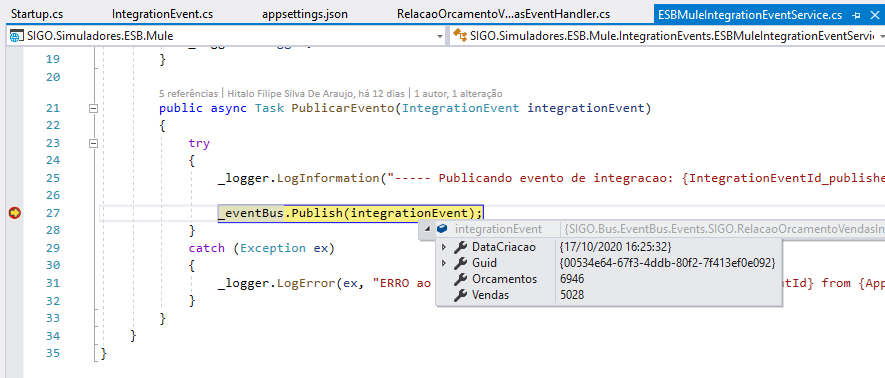 Startup.cs IntegrationEvent.cs appsettings.json RelacaoOrcamentoV...asEventHandler.cs ESBMuleIntegrationEventService.cs
SIGO.Simuladores.ESB.Mule SIGO.Simuladores.ESB.Mule.IntegrationEvents.ESBMuleIntegrationEventServic
19 }
20
5 referências | Hitalo Filipe Silva De Araujo, há 12 dias | 1 autor, 1 alteração
21 public async Task PublicarEvento(IntegrationEvent integrationEvent)
22 {
23 try
24 {
25 _logger.LogInformation("----- Publicando evento de integracao: {IntegrationEventId_publishe
26
27 _eventBus.Publish(integrationEvent);
integrationEvent {SIGO.Bus.EventBus.Events.SIGO.RelacaoOrcamentoVendasIn
28 }
DataCriacao {17/10/2020 16:25:32}
29 catch (Exception ex)
Guid {00534e64-67f3-4ddb-80f2-7f413ef0e092}
30 {
Orcamentos 6946
31 _logger.LogError(ex, "ERRO ao ntId} from {App
Vendas 5028
32 }
33 }
34 }
35 }